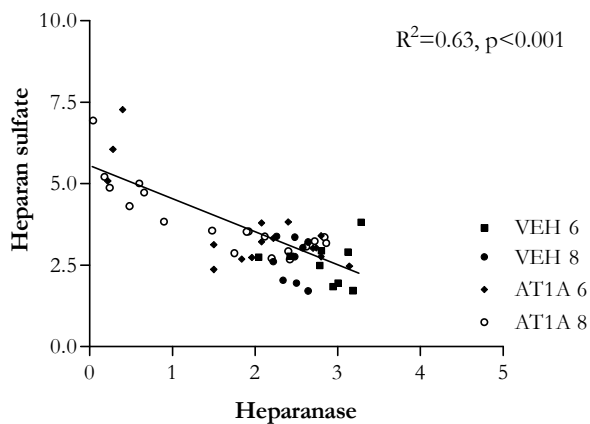 R²=0.63, p<0.001
10.0
7.5
5.0
2.5
0.0
Heparan sulfate
0 1 2 3 4 5
Heparanase
VEH 6
VEH 8
AT1A 6
AT1A 8